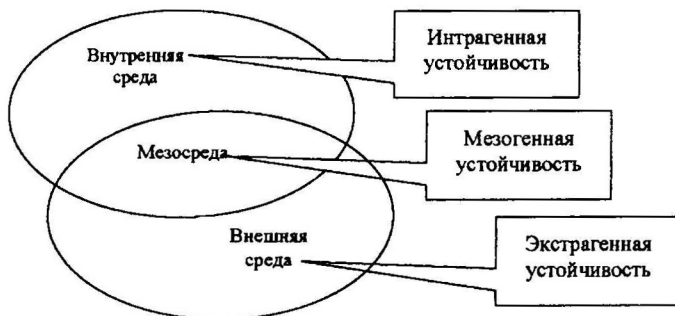 Внутренняя
среда
Интрагенная
устойчивость
Мезосреда
Мезогенная
устойчивость
Внешняя
среда
Экстрагенная
устойчивость